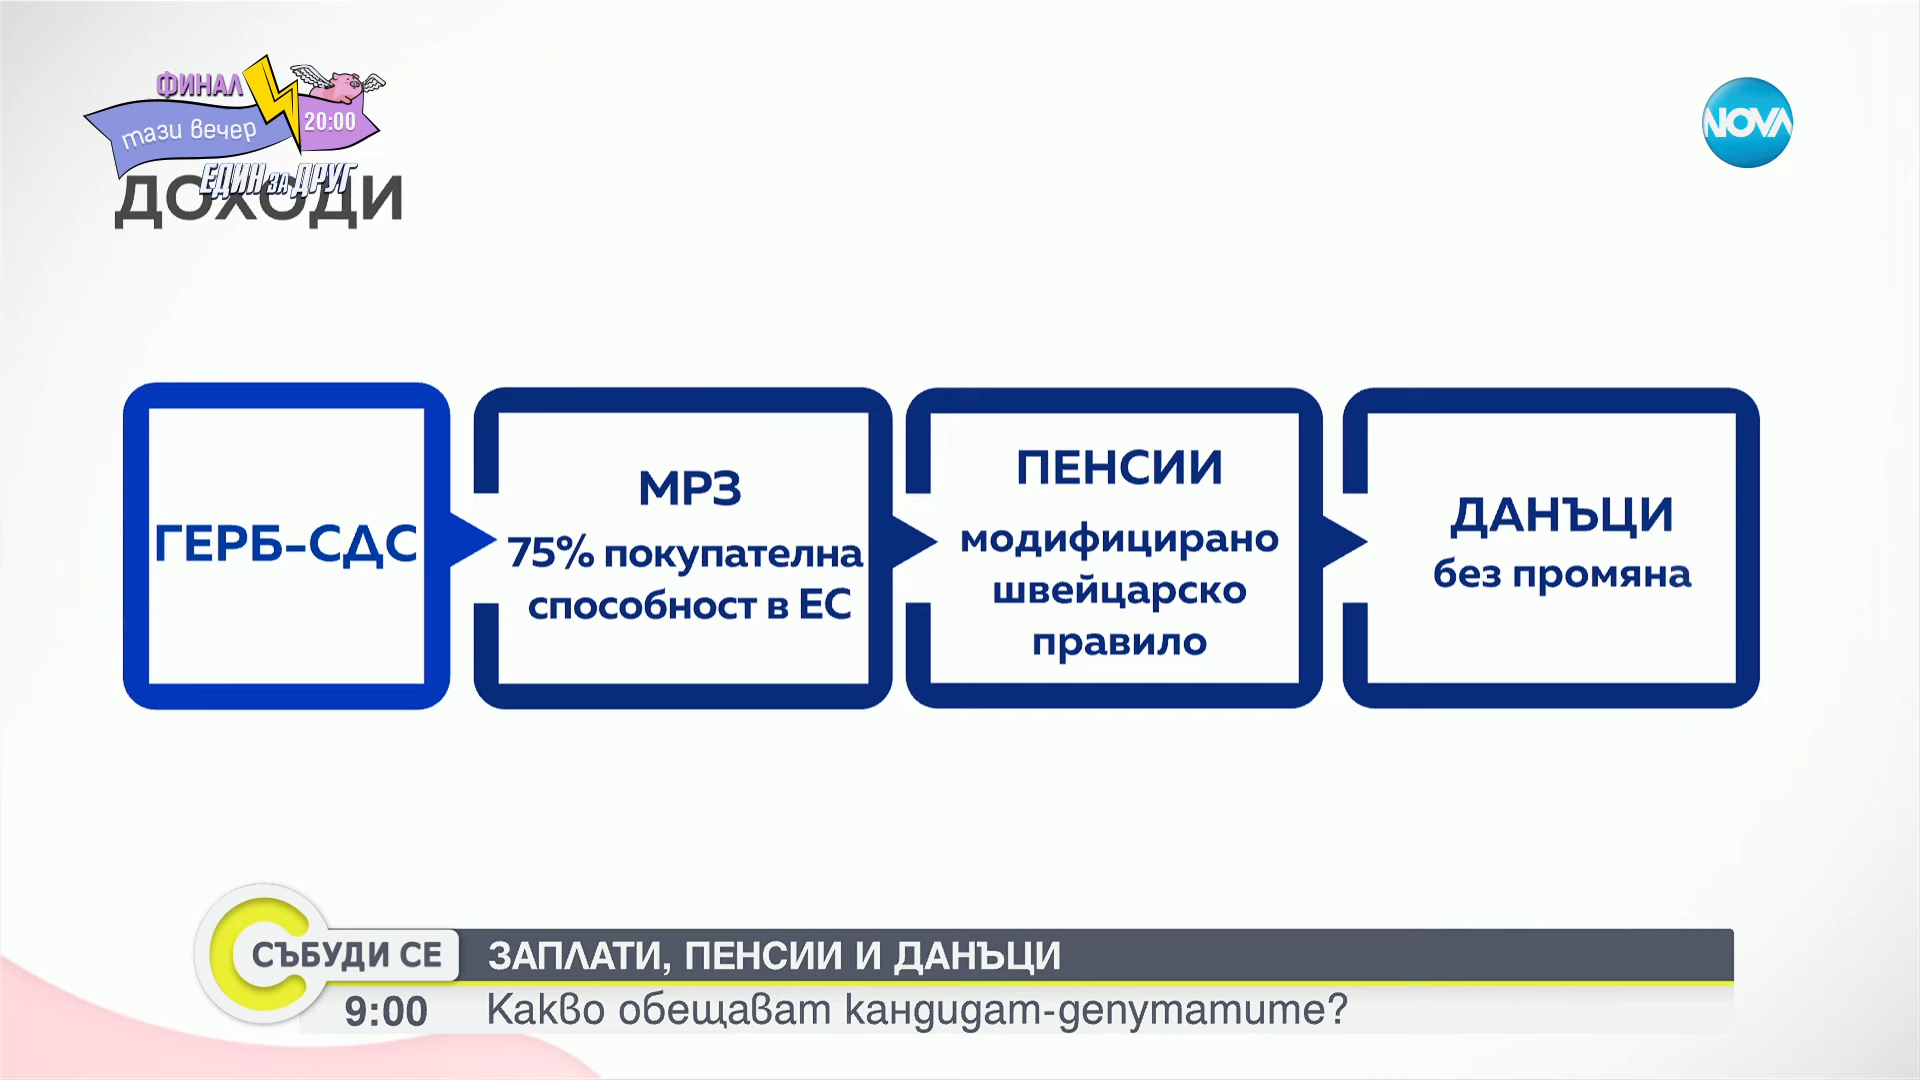 ФИНАЛ
тази вечер
20:00
ЕДИН ЗА ДРУГ
NOVA
ДОХОДИ
ГЕРБ-СДС
МРЗ
75% покупателна
способност в ЕС
ПЕНСИИ
модифицирано
швейцарско
правило
ДАНЪЦИ
без промяна
СЪБУДИ СЕ
ЗАПЛАТИ, ПЕНСИИ И ДАНЪЦИ
9:00
Какво обещават кандидат-депутатите?